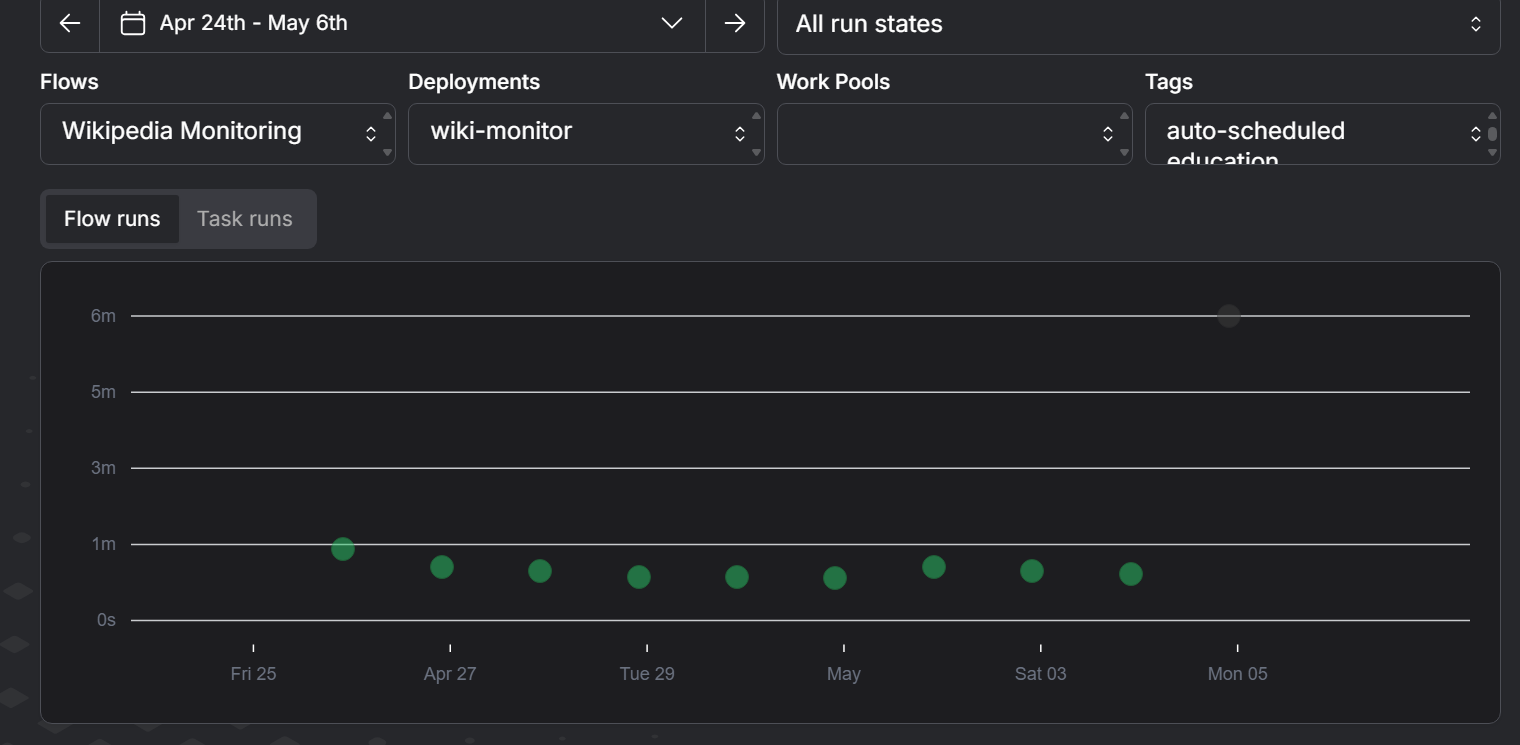 Apr 24th - May 6th
All run states
Flows
Deployments
Work Pools
Tags
Wikipedia Monitoring
wiki-monitor
auto-scheduled
education
Flow runs
Task runs
6m
5m
3m
1m
0s
Fri 25
Apr 27
Tue 29
May
Sat 03
Mon 05